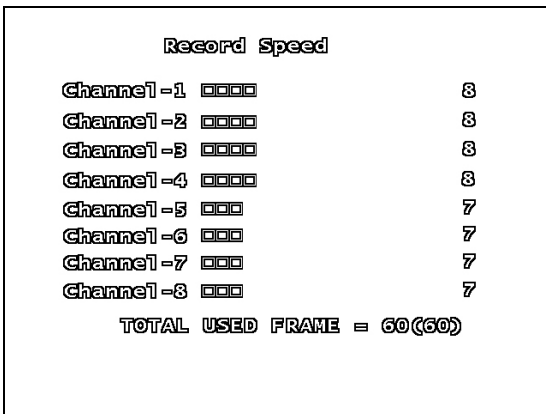 Record Speed
Channel-1 □□□□ 8
Channel-2 □□□□ 8
Channel-3 □□□□ 8
Channel-4 □□□□ 8
Channel-5 □□□ 7
Channel-6 □□□ 7
Channel-7 □□□ 7
Channel-8 □□□ 7
TOTAL USED FRAME = 60(60)